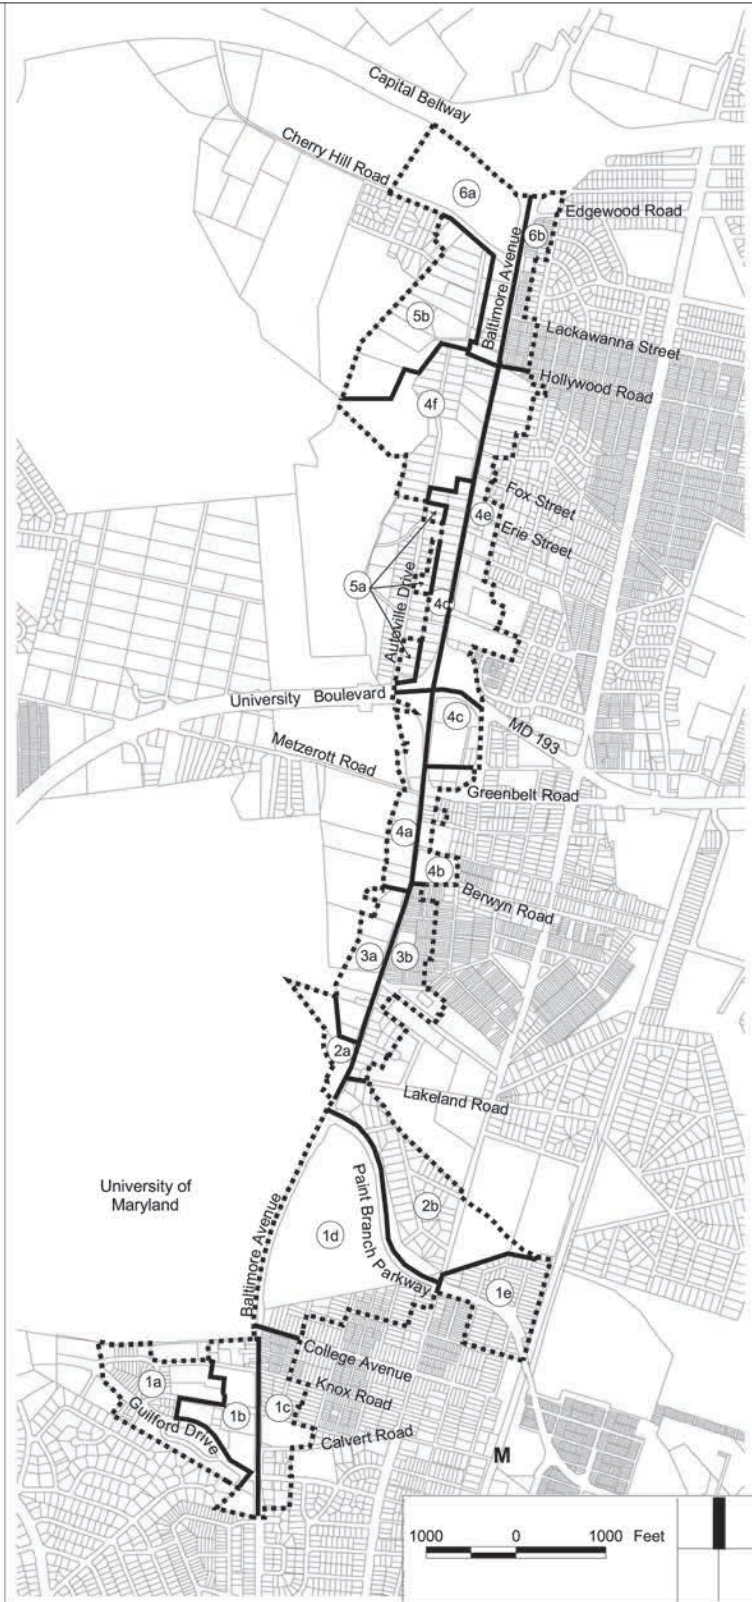 Capital Beltway
Cherry Hill Road
6a
Edgewood Road
6b
Baltimore Avenue
5b
Lackawanna Street
Hollywood Road
4f
Fox Street
4e
Erie Street
5a
Autoville Drive
4d
University Boulevard
4c
MD 193
Metzerott Road
Greenbelt Road
4a
4b
Berwyn Road
3a
3b
2a
Lakeland Road
University of
Maryland
Paint Branch Parkway
2b
Baltimore Avenue
1d
1e
College Avenue
1a
Knox Road
1b
1c
Guilford Drive
Calvert Road
M
1000 0 1000 Feet